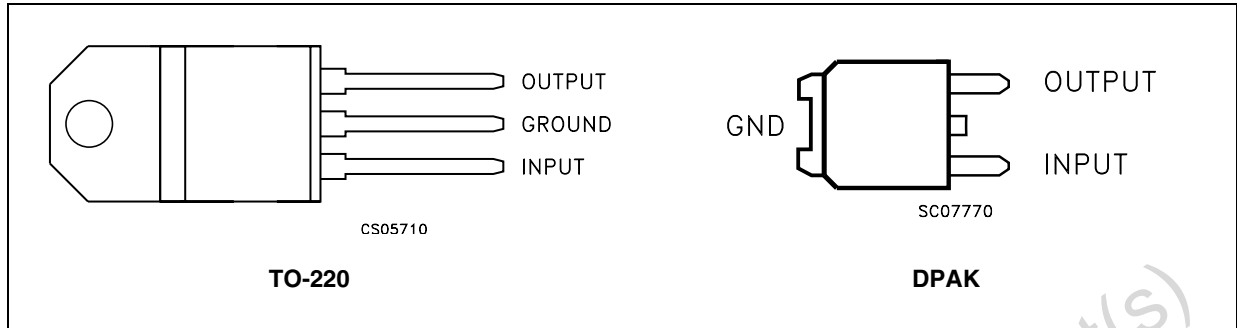 OUTPUT
GROUND
INPUT
CS05710
TO-220
GND
OUTPUT
INPUT
SC07770
DPAK
t(s)